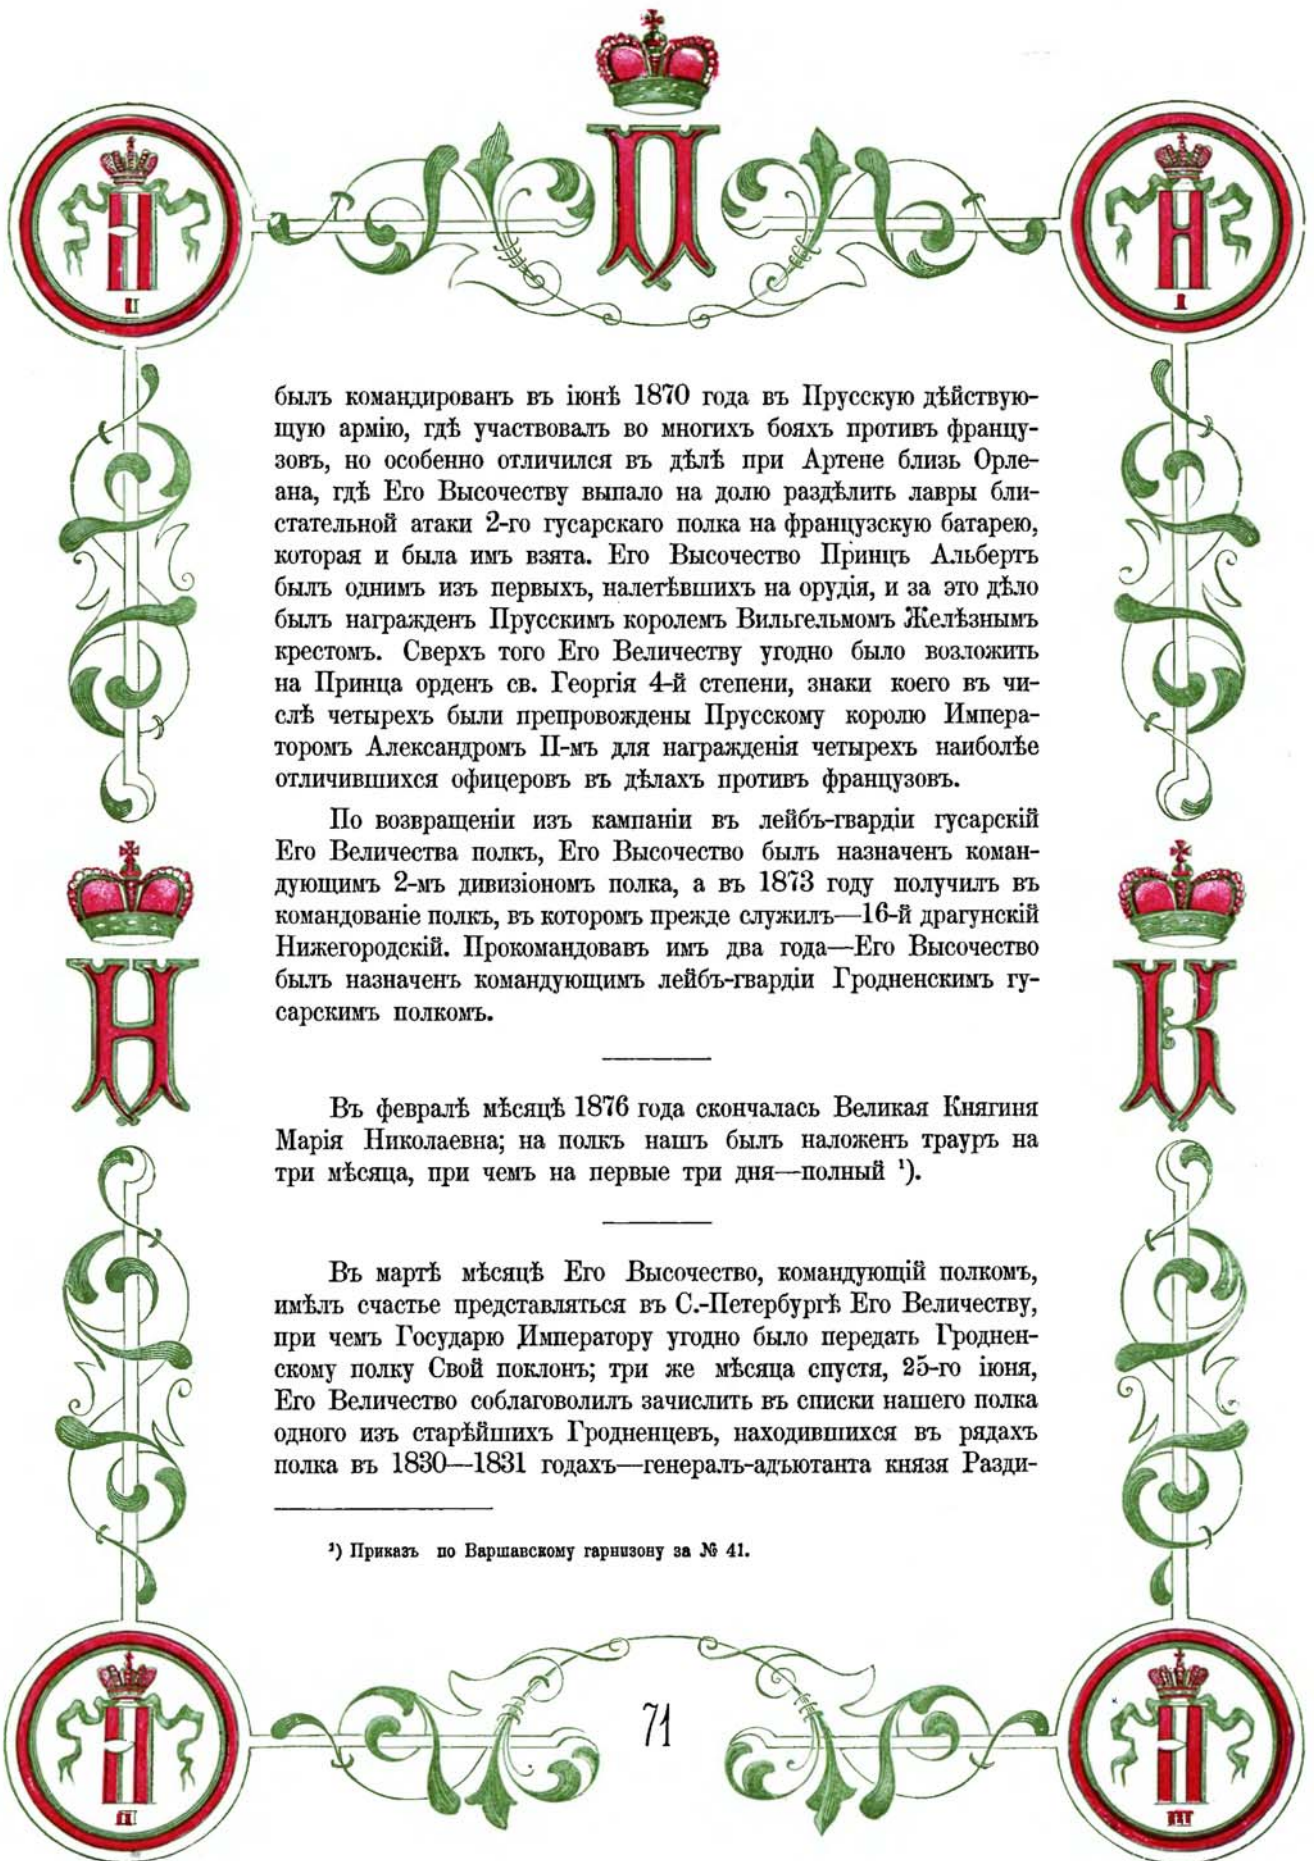 П
былъ командированъ въ іюнѣ 1870 года въ Прусскую дѣйствую-
щую армію, гдѣ участвовалъ во многихъ бояхъ противъ францу-
зовъ, но особенно отличился въ дѣлѣ при Артене близь Орле-
ана, гдѣ Его Высочеству выпало на долю раздѣлить лавры бли-
стательной атаки 2-го гусарскаго полка на французскую батарею,
которая и была имъ взята. Его Высочество Принцъ Альбертъ
былъ однимъ изъ первыхъ, налетѣвшихъ на орудія, и за это дѣло
былъ награжденъ Прусскимъ королемъ Вильгельмомъ Желѣзнымъ
крестомъ. Сверхъ того Его Величеству угодно было возложить
на Принца орденъ св. Георгія 4-й степени, знаки коего въ чи-
слѣ четырехъ были препровождены Прусскому королю Импера-
торомъ Александромъ II-мъ для награжденія четырехъ наиболѣе
отличившихся офицеровъ въ дѣлахъ противъ французовъ.
По возвращеніи изъ кампаніи въ лейбъ-гвардіи гусарскій
Его Величества полкъ, Его Высочество былъ назначенъ коман-
дующимъ 2-мъ дивизіономъ полка, а въ 1873 году получилъ въ
командованіе полкъ, въ которомъ прежде служилъ—16-й драгунскій
Нижегородскій. Прокомандовавъ имъ два года—Его Высочество
былъ назначенъ командующимъ лейбъ-гвардіи Гродненскимъ гу-
сарскимъ полкомъ.
Н
К
Въ февралѣ мѣсяцѣ 1876 года скончалась Великая Княгиня
Марія Николаевна; на полкъ нашъ былъ наложенъ трауръ на
три мѣсяца, при чемъ на первые три дня—полный ¹).
Въ мартѣ мѣсяцѣ Его Высочество, командующій полкомъ,
имѣлъ счастье представляться въ С.-Петербургѣ Его Величеству,
при чемъ Государю Императору угодно было передать Гроднен-
скому полку Свой поклонъ; три же мѣсяца спустя, 25-го іюня,
Его Величество соблаговолилъ зачислить въ списки нашего полка
одного изъ старѣйшихъ Гродненцевъ, находившихся въ рядахъ
полка въ 1830—1831 годахъ—генералъ-адъютанта князя Разди-
¹) Приказъ по Варшавскому гарнизону за № 41.
71